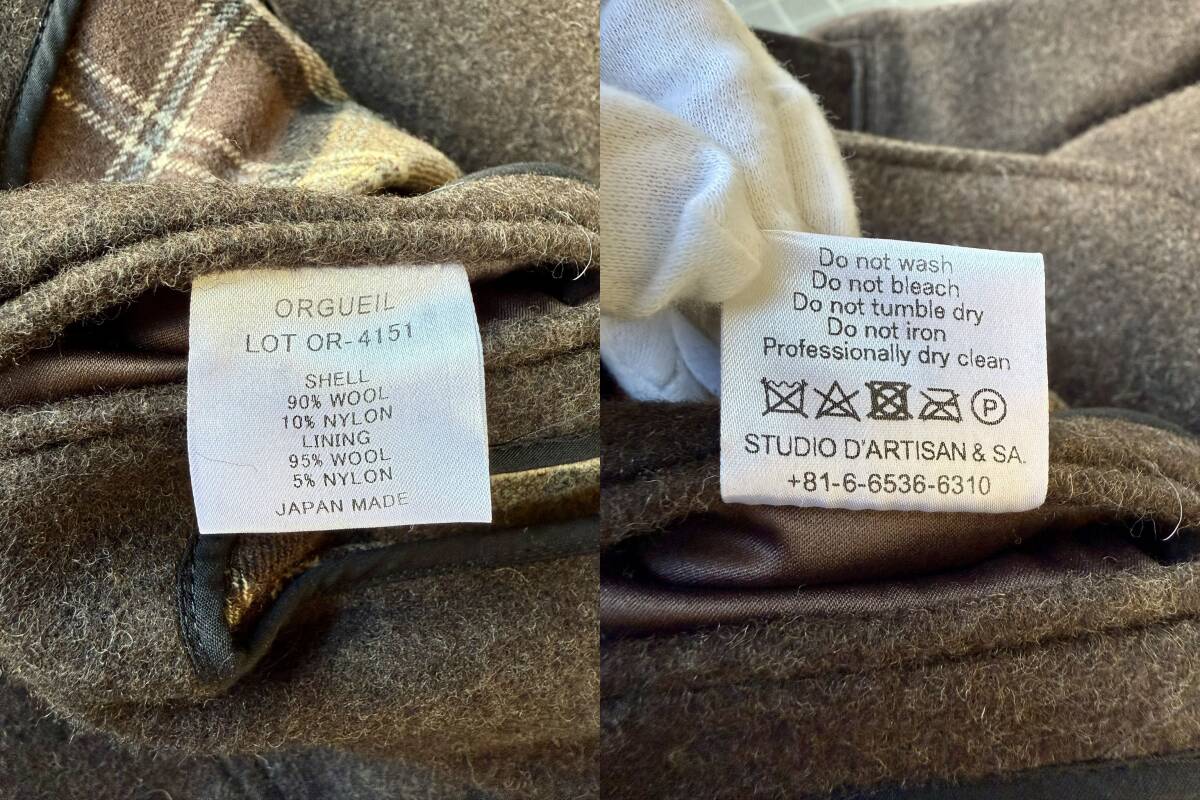 ORGUEIL
LOT OR-4151
SHELL
90% WOOL
10% NYLON
LINING
95% WOOL
5% NYLON
JAPAN MADE
Do not wash
Do not bleach
Do not tumble dry
Do not iron
Professionally dry clean
P
STUDIO D'ARTISAN & SA.
+81-6-6536-6310